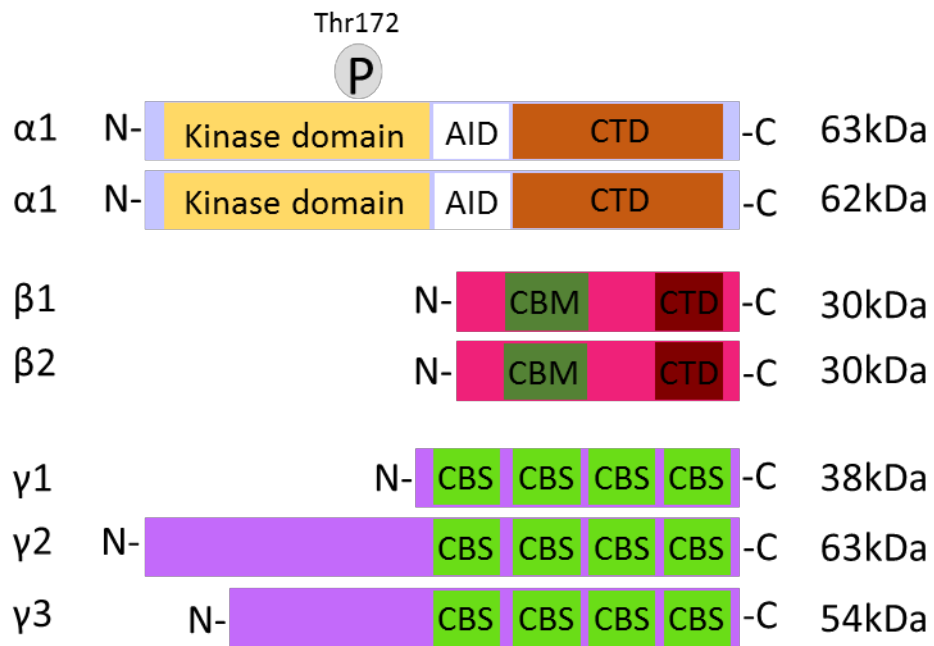 Thr172
P
α1 N- Kinase domain AID CTD -C 63kDa
α1 N- Kinase domain AID CTD -C 62kDa
β1 N- CBM CTD -C 30kDa
β2 N- CBM CTD -C 30kDa
γ1 N- CBS CBS CBS CBS -C 38kDa
γ2 N- CBS CBS CBS CBS -C 63kDa
γ3 N- CBS CBS CBS CBS -C 54kDa